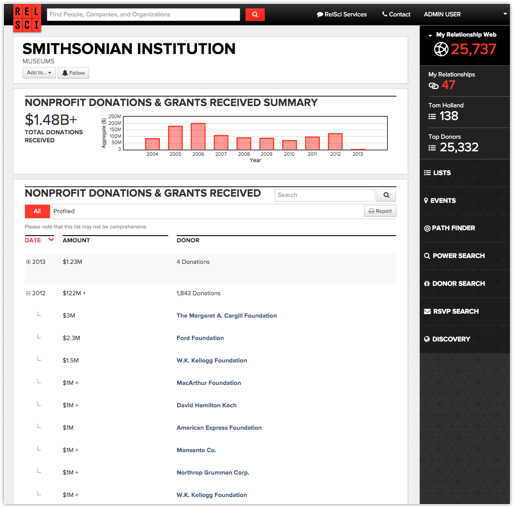 REL
SCI
Find People, Companies, and Organizations
RelSci Services
Contact
ADMIN USER
SMITHSONIAN INSTITUTION
MUSEUMS
Add to...
Follow
NONPROFIT DONATIONS & GRANTS RECEIVED SUMMARY
$1.48B+
TOTAL DONATIONS
RECEIVED
Aggregate ($)
250M
200M
150M
100M
50M
0
2004 2005 2006 2007 2008 2009 2010 2011 2012 2013
Year
NONPROFIT DONATIONS & GRANTS RECEIVED
Search
All
Profiled
Report
Please note that this list may not be comprehensive.
DATE AMOUNT DONOR
2013 $1.23M 4 Donations
2012 $122M + 1,843 Donations
$3M The Margaret A. Cargill Foundation
$2.3M Ford Foundation
$1.5M W.K. Kellogg Foundation
$1M + MacArthur Foundation
$1M + David Hamilton Koch
$1M American Express Foundation
$1M + Monsanto Co.
$1M + Northrop Grumman Corp.
$1M + W.K. Kellogg Foundation
My Relationship Web
25,737
My Relationships
47
Tom Holland
138
Top Donors
25,332
LISTS
EVENTS
PATH FINDER
POWER SEARCH
DONOR SEARCH
RSVP SEARCH
DISCOVERY